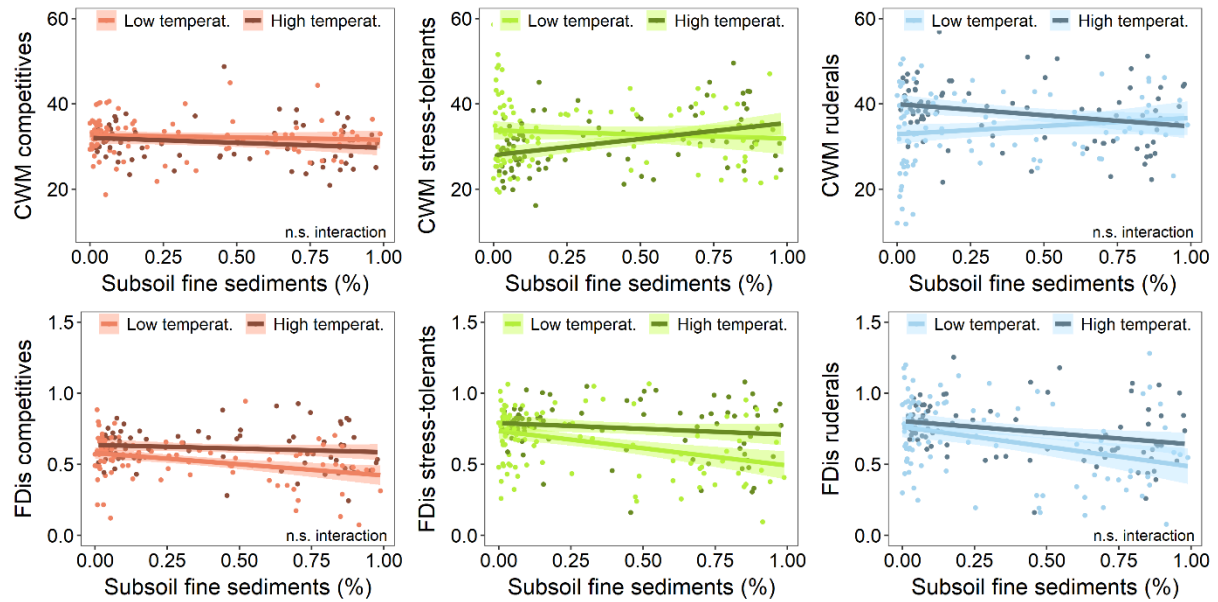 CWM competitives
60
40
20
Low temperat. High temperat.
n.s. interaction
0.00 0.25 0.50 0.75 1.00
Subsoil fine sediments (%)
CWM stress-tolerants
60
40
20
Low temperat. High temperat.
0.00 0.25 0.50 0.75 1.00
Subsoil fine sediments (%)
CWM ruderals
60
40
20
Low temperat. High temperat.
n.s. interaction
0.00 0.25 0.50 0.75 1.00
Subsoil fine sediments (%)
FDis competitives
1.5
1.0
0.5
0.0
Low temperat. High temperat.
n.s. interaction
0.00 0.25 0.50 0.75 1.00
Subsoil fine sediments (%)
FDis stress-tolerants
1.5
1.0
0.5
0.0
Low temperat. High temperat.
0.00 0.25 0.50 0.75 1.00
Subsoil fine sediments (%)
FDis ruderals
1.5
1.0
0.5
0.0
Low temperat. High temperat.
0.00 0.25 0.50 0.75 1.00
Subsoil fine sediments (%)